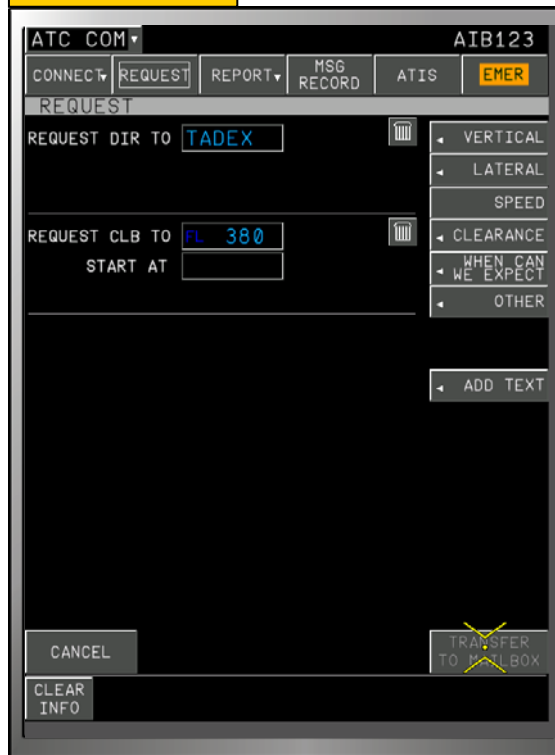 ATC COM AIB123
CONNECT REQUEST REPORT MSG RECORD ATIS EMER
REQUEST
REQUEST DIR TO TADEX
VERTICAL
LATERAL
SPEED
REQUEST CLB TO FL 380
CLEARANCE
START AT
WHEN CAN
WE EXPECT
OTHER
ADD TEXT
CANCEL
TRANSFER
TO MAILBOX
CLEAR
INFO